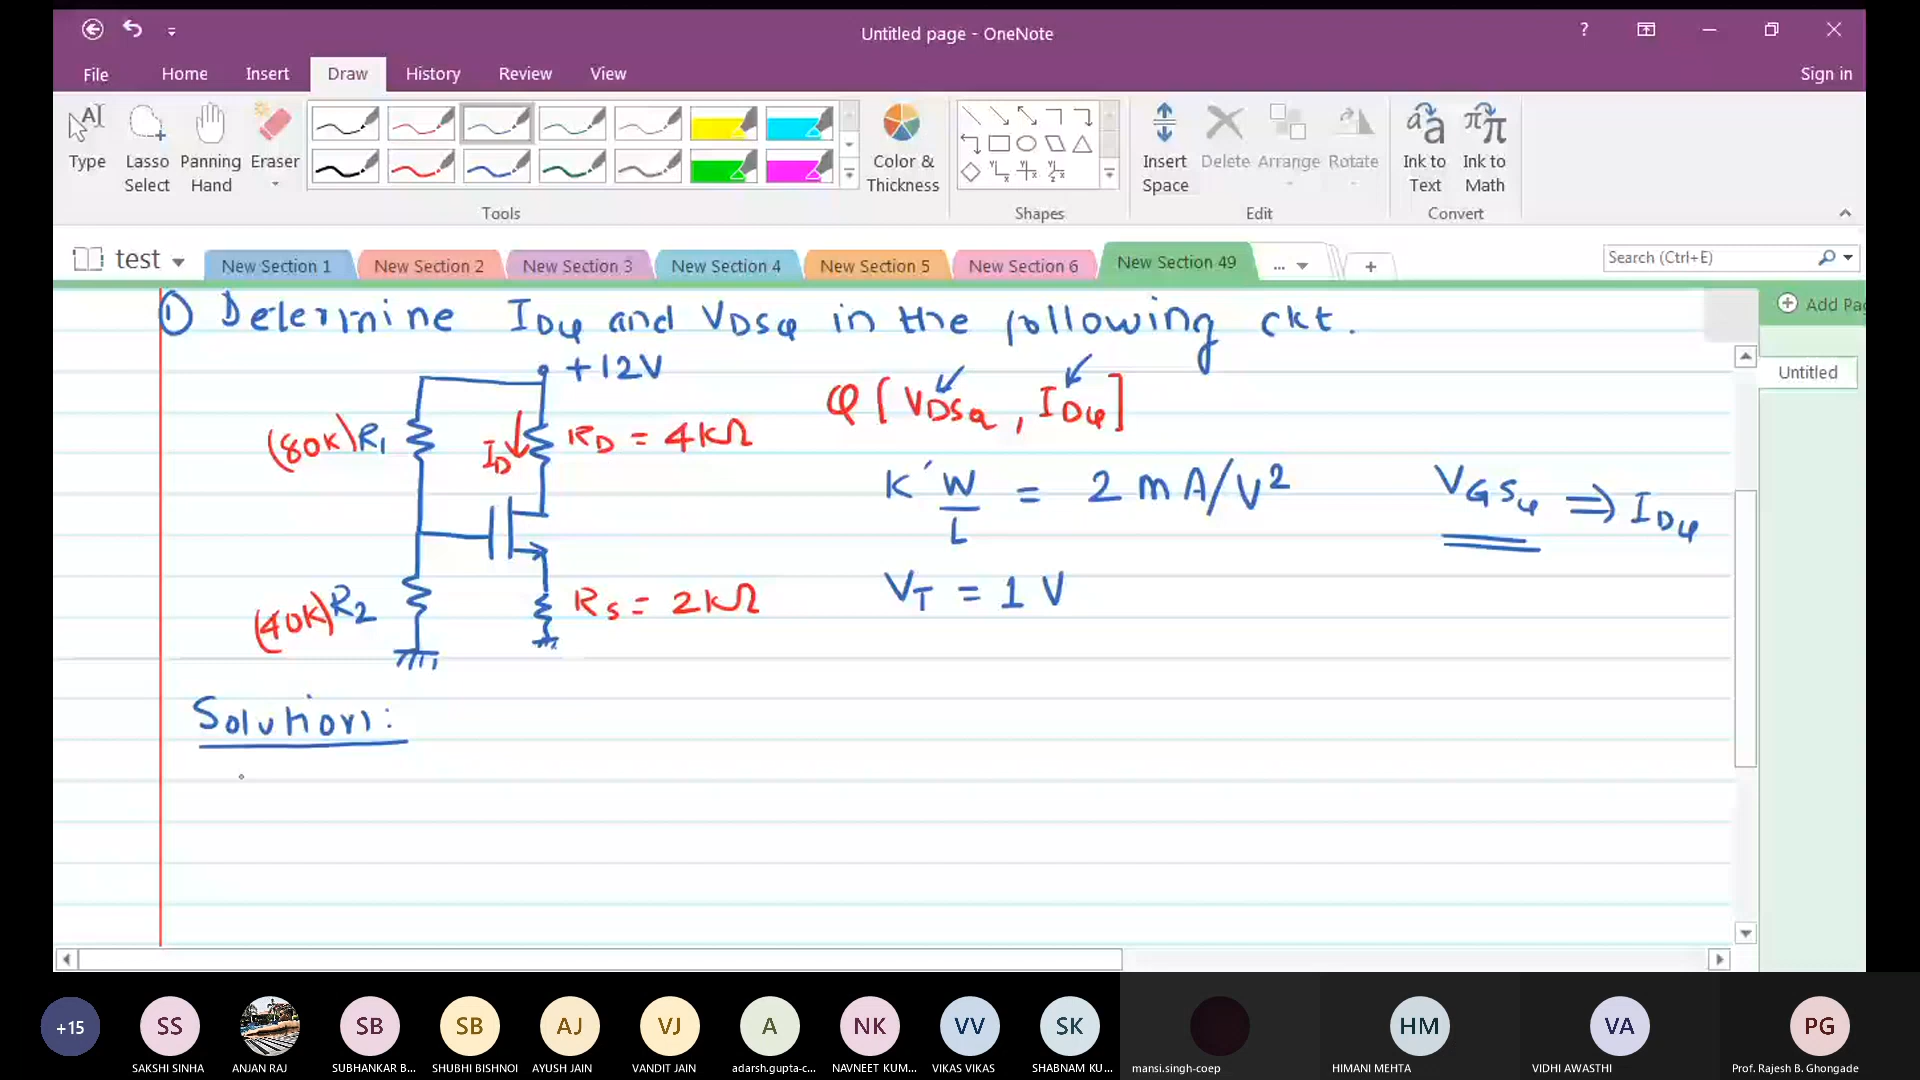 Untitled page - OneNote
?
File Home Insert Draw History Review View
Sign in
Type
Lasso Select
Panning Hand
Eraser
Color & Thickness
Insert Space
Delete
Arrange
Rotate
Ink to Text
Ink to Math
Tools
Shapes
Edit
Convert
test
New Section 1
New Section 2
New Section 3
New Section 4
New Section 5
New Section 6
New Section 49
...
+
Search (Ctrl+E)
Add Pa
Untitled
① Determine IDφ and VDSφ in the following ckt.
+12V
φ [VDSφ, IDφ]
(80K) R1
ID
RD = 4KΩ
K' W/L = 2 mA/V²
VGSφ ⇒ IDφ
VT = 1 V
(40K) R2
RS = 2KΩ
Solution:
+15
SS
SB
SB
AJ
VJ
A
NK
VV
SK
HM
VA
PG
SAKSHI SINHA
ANJAN RAJ
SUBHANKAR B...
SHUBHI BISHNOI
AYUSH JAIN
VANDIT JAIN
adarsh.gupta-c...
NAVNEET KUM...
VIKAS VIKAS
SHABNAM KU...
mansi.singh-coep
HIMANI MEHTA
VIDHI AWASTHI
Prof. Rajesh B. Ghongade